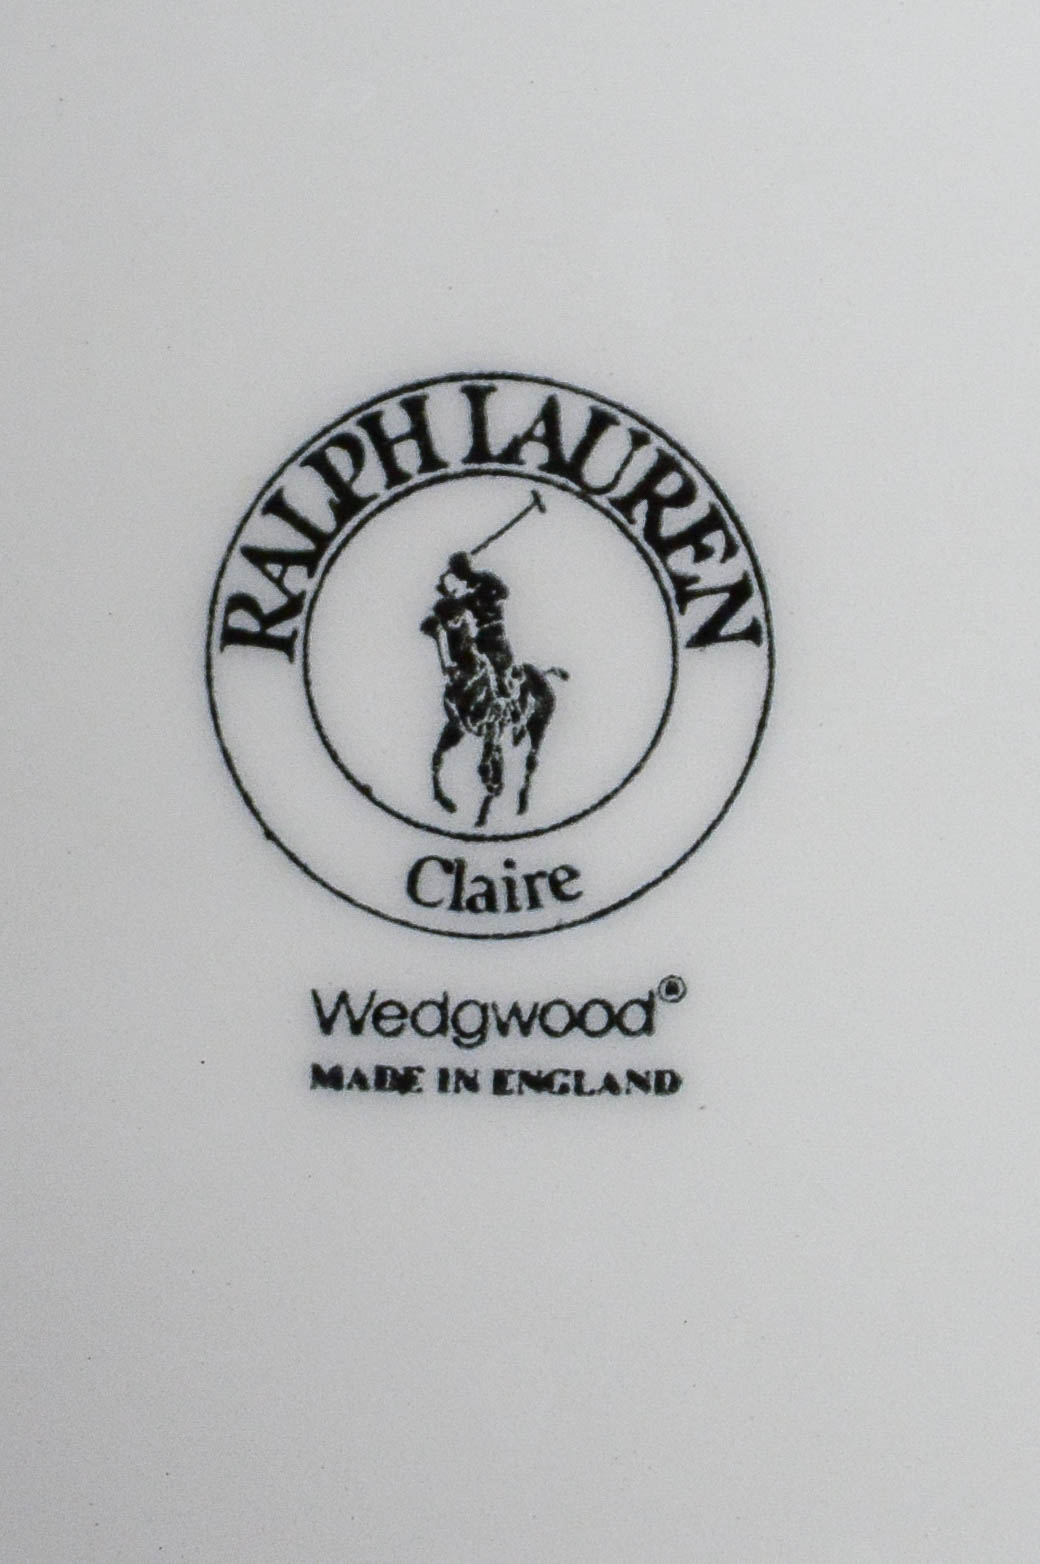 RALPH LAUREN
Claire
Wedgwood®
MADE IN ENGLAND